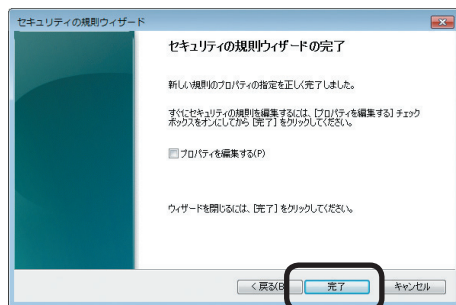 セキュリティの規則ウィザード
セキュリティの規則ウィザードの完了
新しい規則のプロパティの指定を正しく完了しました。
すぐにセキュリティの規則を編集するには、[プロパティを編集する] チェック
ボックスをオンにしてから [完了] をクリックしてください。
プロパティを編集する(P)
ウィザードを閉じるには、[完了] をクリックしてください。
< 戻る(B
完了
キャンセル